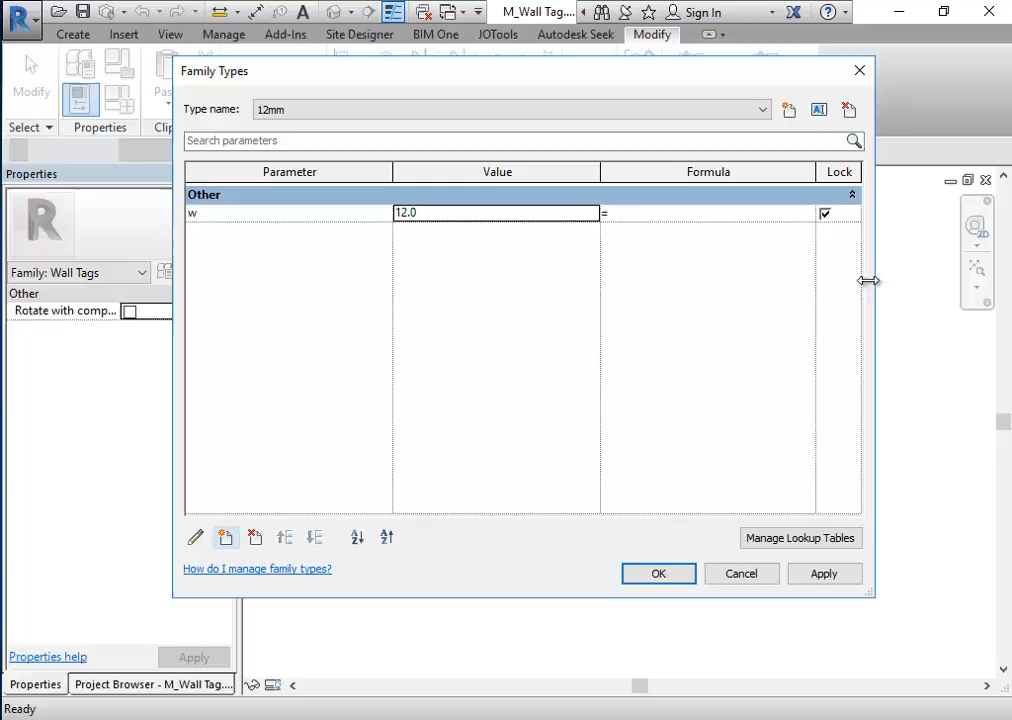 M_Wall Tag....
Sign In
Create
Insert
View
Manage
Add-Ins
Site Designer
BIM One
JOTools
Autodesk Seek
Modify
Modify
Select
Properties
Properties
Family: Wall Tags
Other
Rotate with comp...
Properties help
Apply
Properties
Project Browser - M_Wall Tag....
Ready
Family Types
Type name:
12mm
Search parameters
Parameter
Value
Formula
Lock
Other
w
12.0
=
Manage Lookup Tables
How do I manage family types?
OK
Cancel
Apply
2D